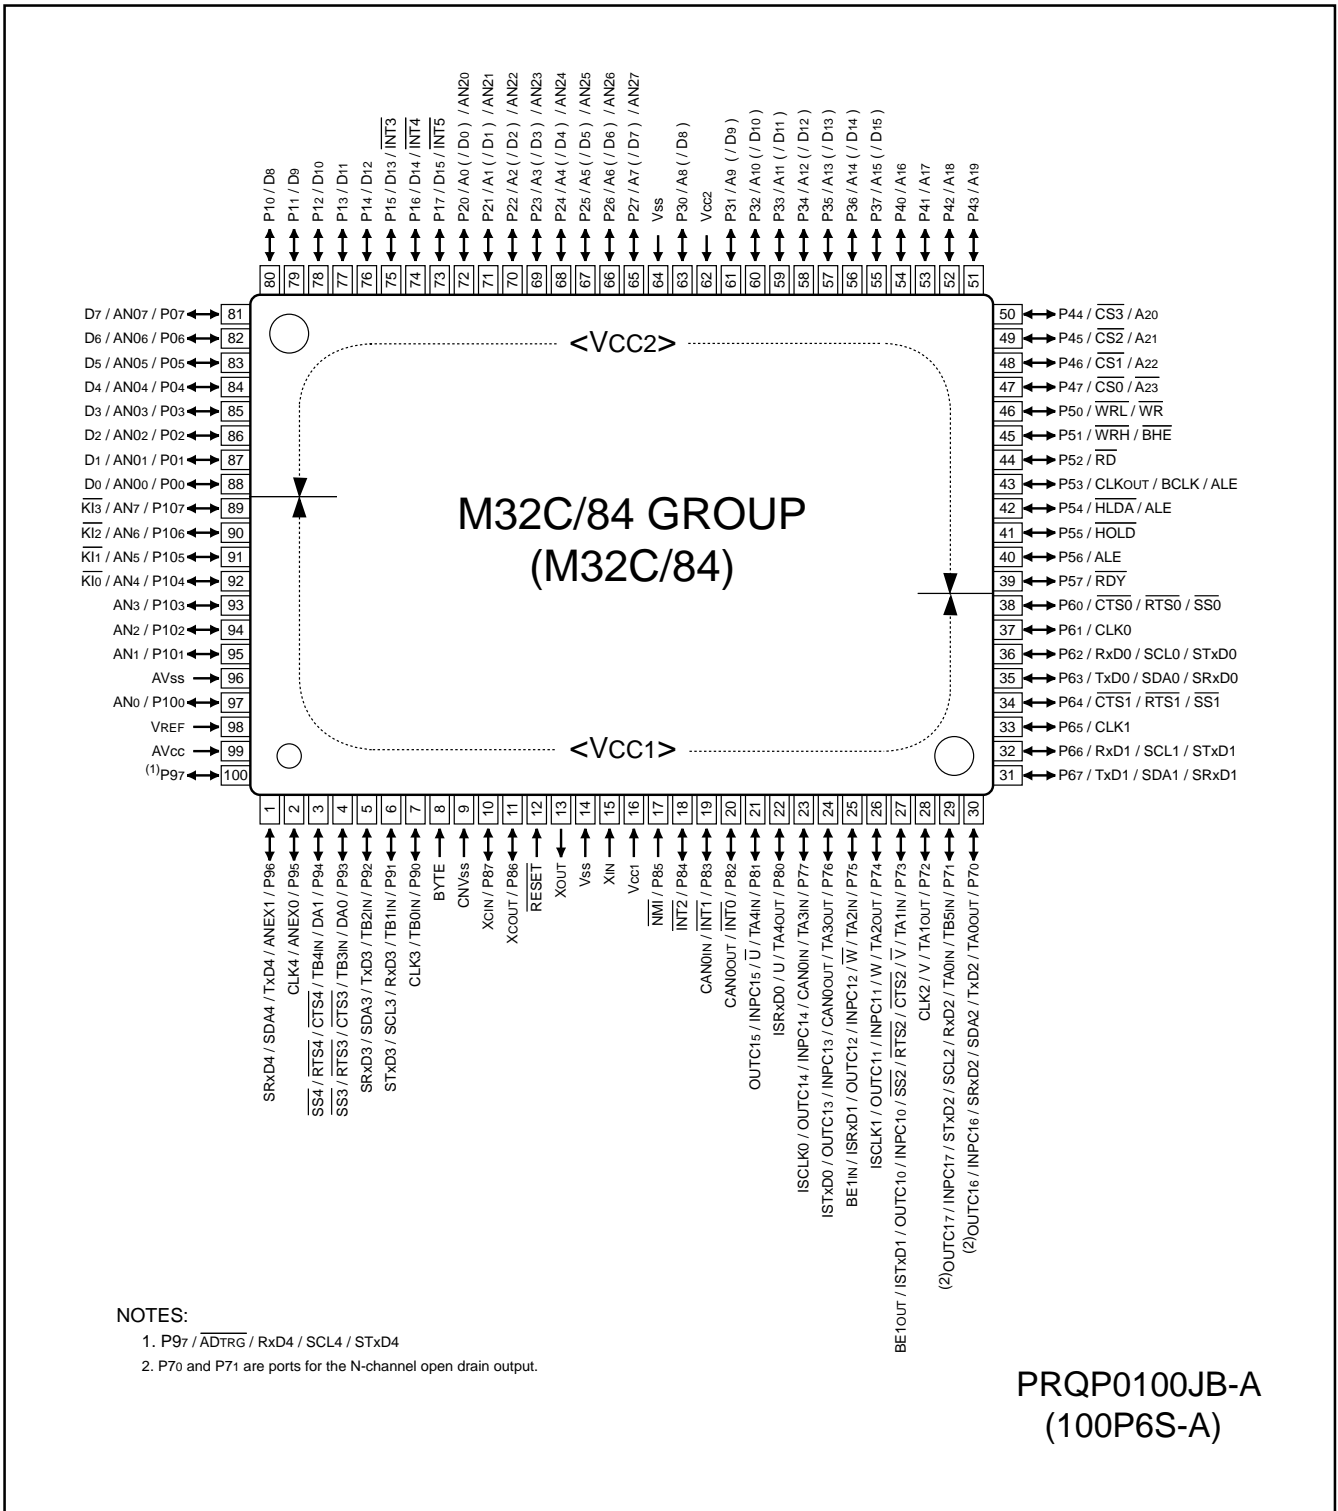 P10 / D8
P11 / D9
P12 / D10
P13 / D11
P14 / D12
P15 / D13 / INT3
P16 / D14 / INT4
P17 / D15 / INT5
P20 / A0 ( / D0 ) / AN20
P21 / A1 ( / D1 ) / AN21
P22 / A2 ( / D2 ) / AN22
P23 / A3 ( / D3 ) / AN23
P24 / A4 ( / D4 ) / AN24
P25 / A5 ( / D5 ) / AN25
P26 / A6 ( / D6 ) / AN26
P27 / A7 ( / D7 ) / AN27
Vss
P30 / A8 ( / D8 )
Vcc2
P31 / A9 ( / D9 )
P32 / A10 ( / D10 )
P33 / A11 ( / D11 )
P34 / A12 ( / D12 )
P35 / A13 ( / D13 )
P36 / A14 ( / D14 )
P37 / A15 ( / D15 )
P40 / A16
P41 / A17
P42 / A18
P43 / A19
80 79 78 77 76 75 74 73 72 71 70 69 68 67 66 65 64 63 62 61 60 59 58 57 56 55 54 53 52 51
D7 / AN07 / P07 81
D6 / AN06 / P06 82
D5 / AN05 / P05 83
D4 / AN04 / P04 84
D3 / AN03 / P03 85
D2 / AN02 / P02 86
D1 / AN01 / P01 87
D0 / AN00 / P00 88
KI3 / AN7 / P107 89
KI2 / AN6 / P106 90
KI1 / AN5 / P105 91
KI0 / AN4 / P104 92
AN3 / P103 93
AN2 / P102 94
AN1 / P101 95
AVss 96
AN0 / P100 97
VREF 98
AVcc 99
(1)P97 100
<VCC2>
M32C/84 GROUP
(M32C/84)
<VCC1>
50 P44 / CS3 / A20
49 P45 / CS2 / A21
48 P46 / CS1 / A22
47 P47 / CS0 / A23
46 P50 / WRL / WR
45 P51 / WRH / BHE
44 P52 / RD
43 P53 / CLKOUT / BCLK / ALE
42 P54 / HLDA / ALE
41 P55 / HOLD
40 P56 / ALE
39 P57 / RDY
38 P60 / CTS0 / RTS0 / SS0
37 P61 / CLK0
36 P62 / RxD0 / SCL0 / STxD0
35 P63 / TxD0 / SDA0 / SRxD0
34 P64 / CTS1 / RTS1 / SS1
33 P65 / CLK1
32 P66 / RxD1 / SCL1 / STxD1
31 P67 / TxD1 / SDA1 / SRxD1
1 2 3 4 5 6 7 8 9 10 11 12 13 14 15 16 17 18 19 20 21 22 23 24 25 26 27 28 29 30
SRxD4 / SDA4 / TxD4 / ANEX1 / P96
CLK4 / ANEX0 / P95
SS4 / RTS4 / CTS4 / TB4IN / DA1 / P94
SS3 / RTS3 / CTS3 / TB3IN / DA0 / P93
SRxD3 / SDA3 / TxD3 / TB2IN / P92
STxD3 / SCL3 / RxD3 / TB1IN / P91
CLK3 / TB0IN / P90
BYTE
CNVss
XCIN / P87
XCOUT / P86
RESET
XOUT
Vss
XIN
Vcc1
NMI / P85
INT2 / P84
CAN0IN / INT1 / P83
CAN0OUT / INT0 / P82
OUTC15 / INPC15 / U / TA4IN / P81
ISRxD0 / U / TA4OUT / P80
ISCLK0 / OUTC14 / INPC14 / CAN0IN / TA3IN / P77
ISTxD0 / OUTC13 / INPC13 / CAN0OUT / TA3OUT / P76
BE1IN / ISRxD1 / OUTC12 / INPC12 / W / TA2IN / P75
ISCLK1 / OUTC11 / INPC11 / W / TA2OUT / P74
BE1OUT / ISTxD1 / OUTC10 / INPC10 / SS2 / RTS2 / CTS2 / V / TA1IN / P73
CLK2 / V / TA1OUT / P72
(2)OUTC17 / INPC17 / STxD2 / SCL2 / RxD2 / TA0IN / TB5IN / P71
(2)OUTC16 / INPC16 / SRxD2 / SDA2 / TxD2 / TA0OUT / P70
NOTES:
1. P97 / ADTRG / RxD4 / SCL4 / STxD4
2. P70 and P71 are ports for the N-channel open drain output.
PRQP0100JB-A
(100P6S-A)